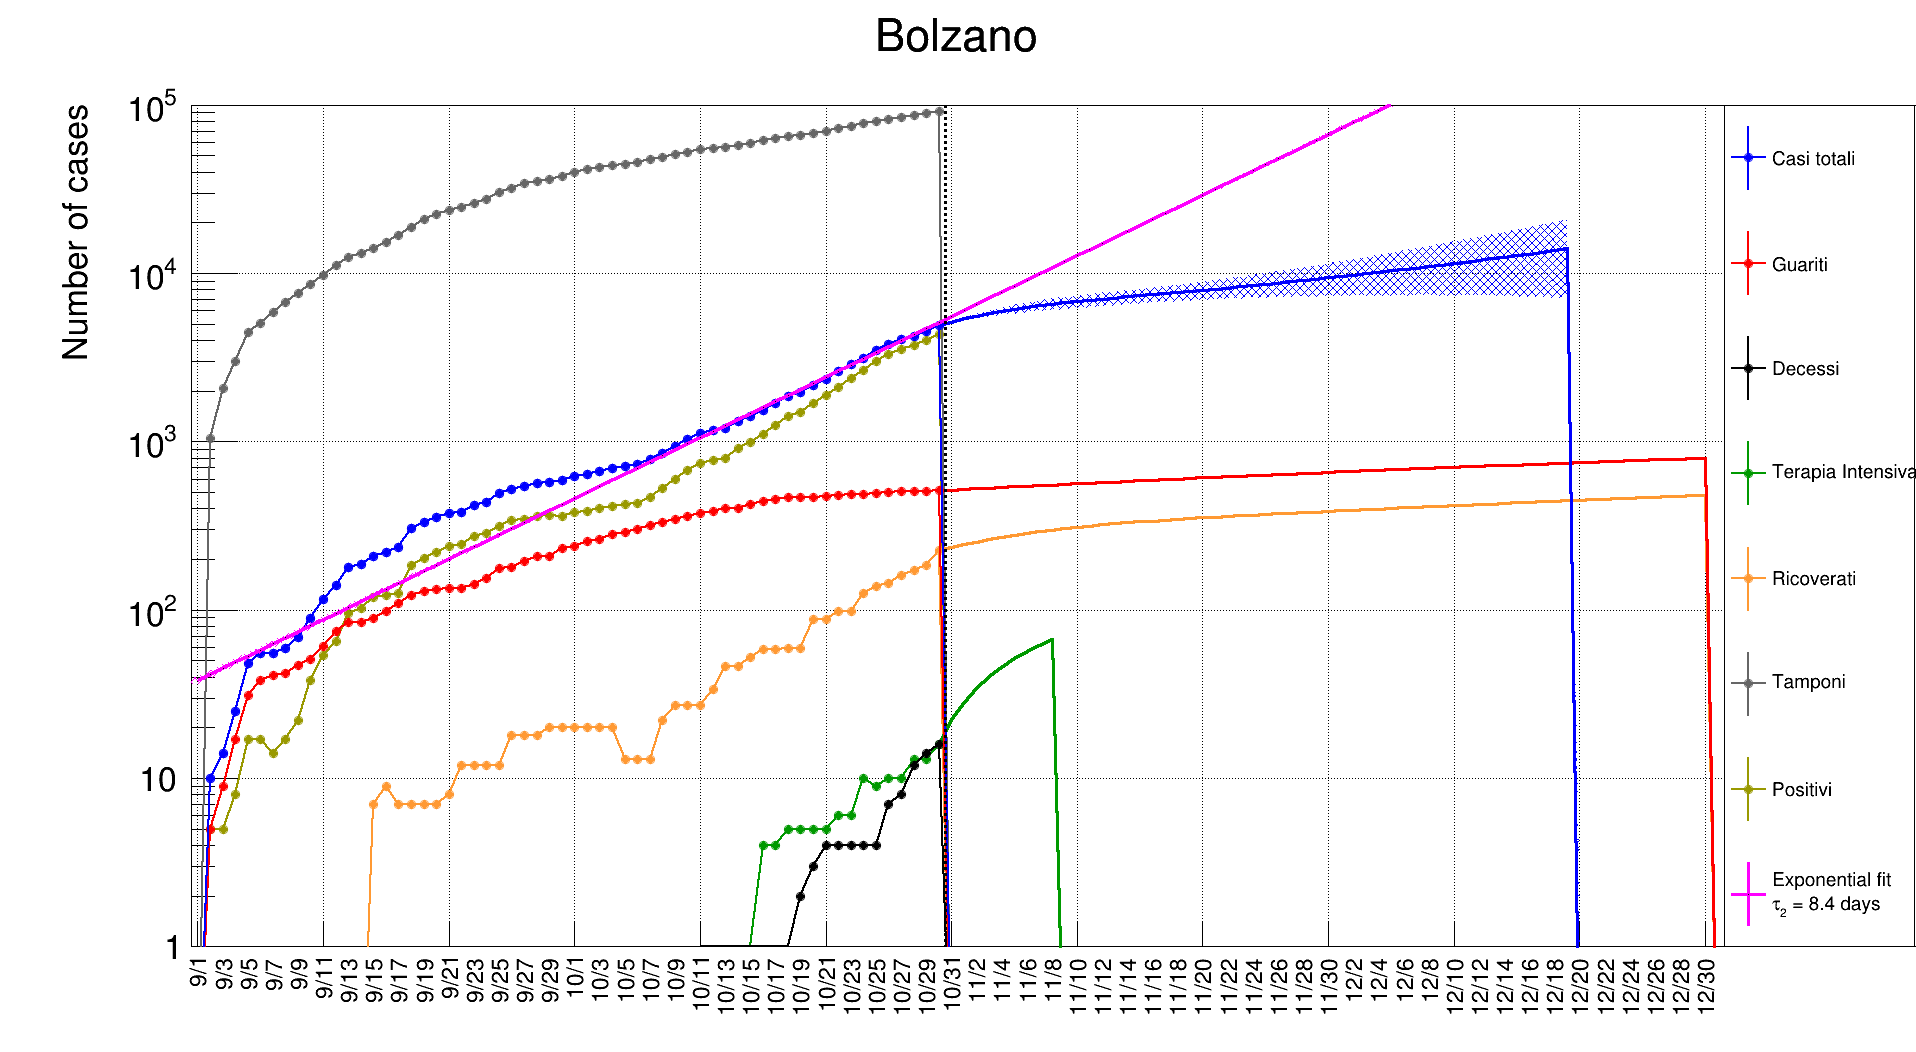 Bolzano
Number of cases
10^5
10^4
10^3
10^2
10
1
9/1 9/3 9/5 9/7 9/9 9/11 9/13 9/15 9/17 9/19 9/21 9/23 9/25 9/27 9/29 10/1 10/3 10/5 10/7 10/9 10/11 10/13 10/15 10/17 10/19 10/21 10/23 10/25 10/27 10/29 10/31 11/2 11/4 11/6 11/8 11/10 11/12 11/14 11/16 11/18 11/20 11/22 11/24 11/26 11/28 11/30 12/2 12/4 12/6 12/8 12/10 12/12 12/14 12/16 12/18 12/20 12/22 12/24 12/26 12/28 12/30
Casi totali
Guariti
Decessi
Terapia Intensiva
Ricoverati
Tamponi
Positivi
Exponential fit
τ₂ = 8.4 days